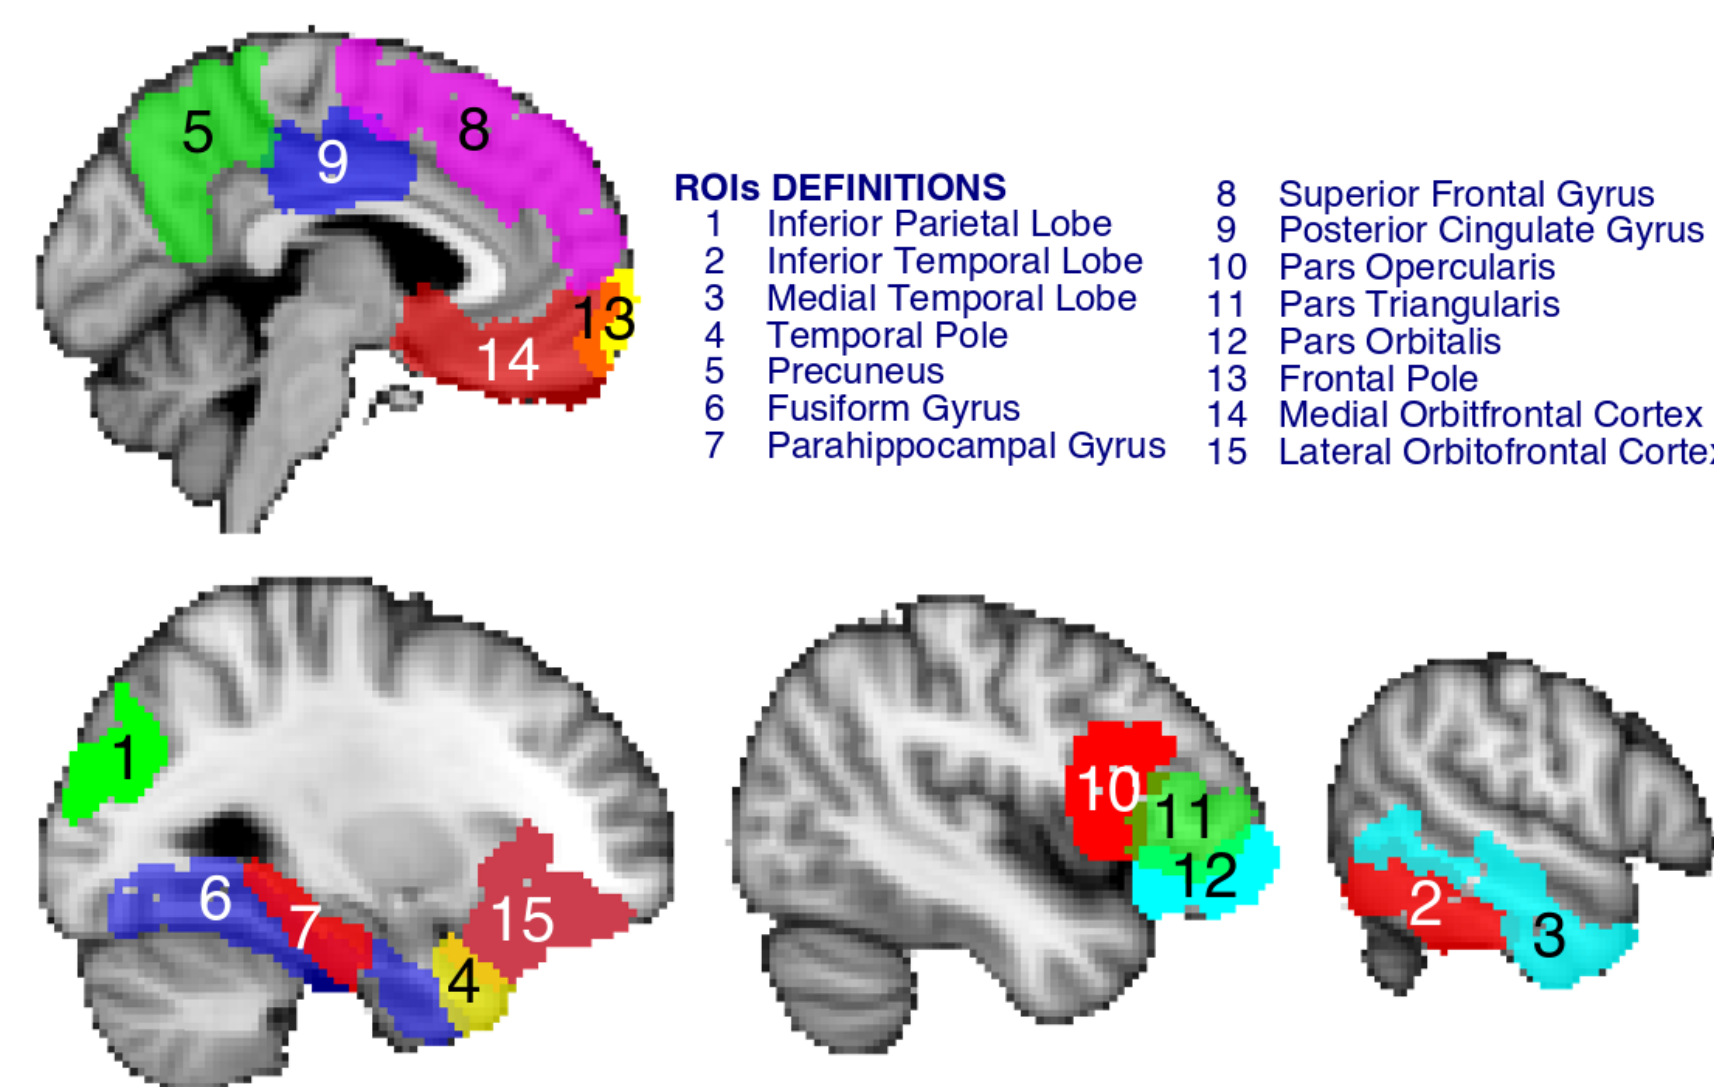 5
8
9
13
14
ROIs DEFINITIONS
1 Inferior Parietal Lobe
2 Inferior Temporal Lobe
3 Medial Temporal Lobe
4 Temporal Pole
5 Precuneus
6 Fusiform Gyrus
7 Parahippocampal Gyrus
8 Superior Frontal Gyrus
9 Posterior Cingulate Gyrus
10 Pars Opercularis
11 Pars Triangularis
12 Pars Orbitalis
13 Frontal Pole
14 Medial Orbitfrontal Cortex
15 Lateral Orbitofrontal Cortex
1
6
7
15
4
10
11
12
2
3